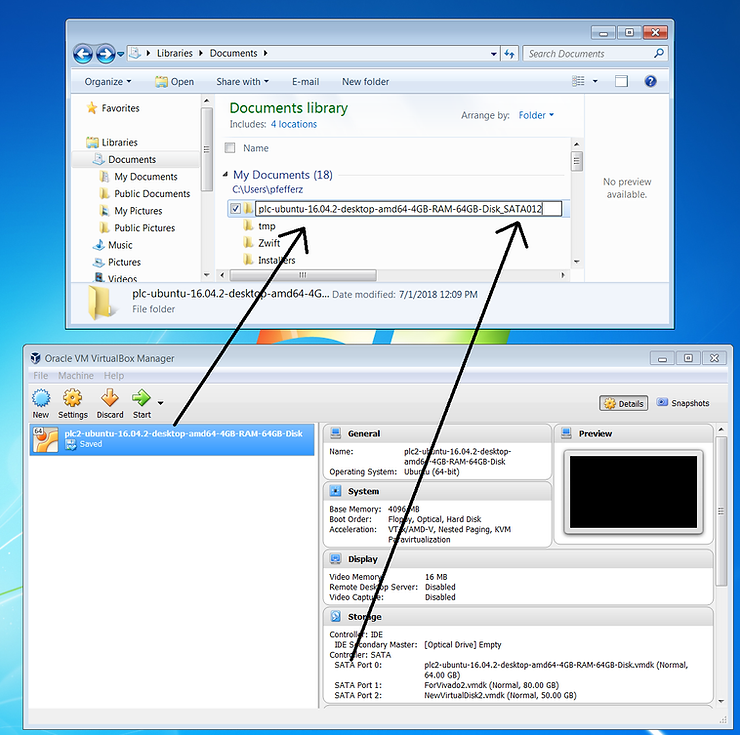 Libraries
Documents
Search Documents
Organize
Open
Share with
E-mail
New folder
Favorites
Libraries
Documents
My Documents
Public Documents
My Pictures
Public Pictures
Music
Pictures
Videos
Documents library
Includes: 4 locations
Arrange by: Folder
Name
My Documents (18)
C:\Users\pfefferz
plc-ubuntu-16.04.2-desktop-amd64-4GB-RAM-64GB-Disk_SATA012
tmp
Zwift
Installers
No preview
available.
plc-ubuntu-16.04.2-desktop-amd64-4G... Date modified: 7/1/2018 12:09 PM
File folder
Oracle VM VirtualBox Manager
File Machine Help
New
Settings
Discard
Start
Details
Snapshots
64
plc2-ubuntu-16.04.2-desktop-amd64-4GB-RAM-64GB-Disk
Saved
General
Name: plc2-ubuntu-16.04.2-desktop-
amd64-4GB-RAM-64GB-Disk
Operating System: Ubuntu (64-bit)
Preview
System
Base Memory: 4096 MB
Boot Order: Floppy, Optical, Hard Disk
Acceleration: VT-x/AMD-V, Nested Paging, KVM
Paravirtualization
Display
Video Memory: 16 MB
Remote Desktop Server: Disabled
Video Capture: Disabled
Storage
Controller: IDE
IDE Secondary Master: [Optical Drive] Empty
Controller: SATA
SATA Port 0: plc2-ubuntu-16.04.2-desktop-amd64-4GB-RAM-64GB-Disk.vmdk (Normal,
64.00 GB)
SATA Port 1: ForVivado2.vmdk (Normal, 80.00 GB)
SATA Port 2: NewVirtualDisk2.vmdk (Normal, 50.00 GB)